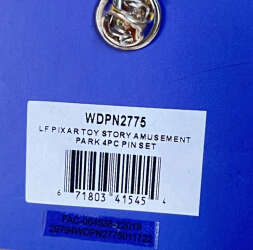 WDPN2775
LF PIXAR TOY STORY AMUSEMENT
PARK 4PC PIN SET
6 71803 41545 4